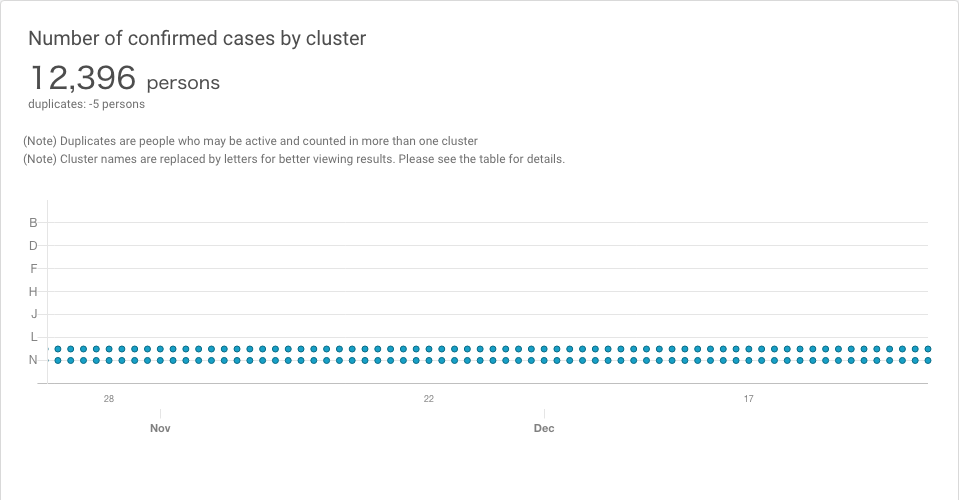 Number of confirmed cases by cluster
12,396 persons
duplicates: -5 persons
(Note) Duplicates are people who may be active and counted in more than one cluster
(Note) Cluster names are replaced by letters for better viewing results. Please see the table for details.
B
D
F
H
J
L
N
28 22 17
Nov Dec